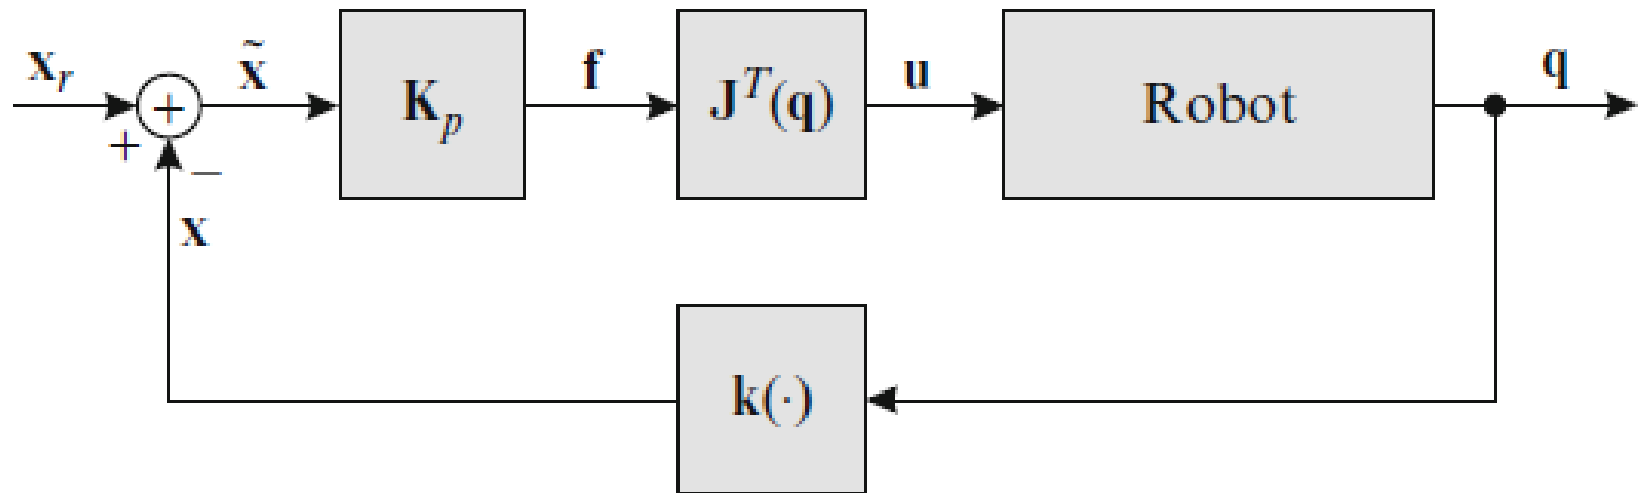 x_r + + x̃ K_p f J^T(q) u Robot q
− x
k(·)